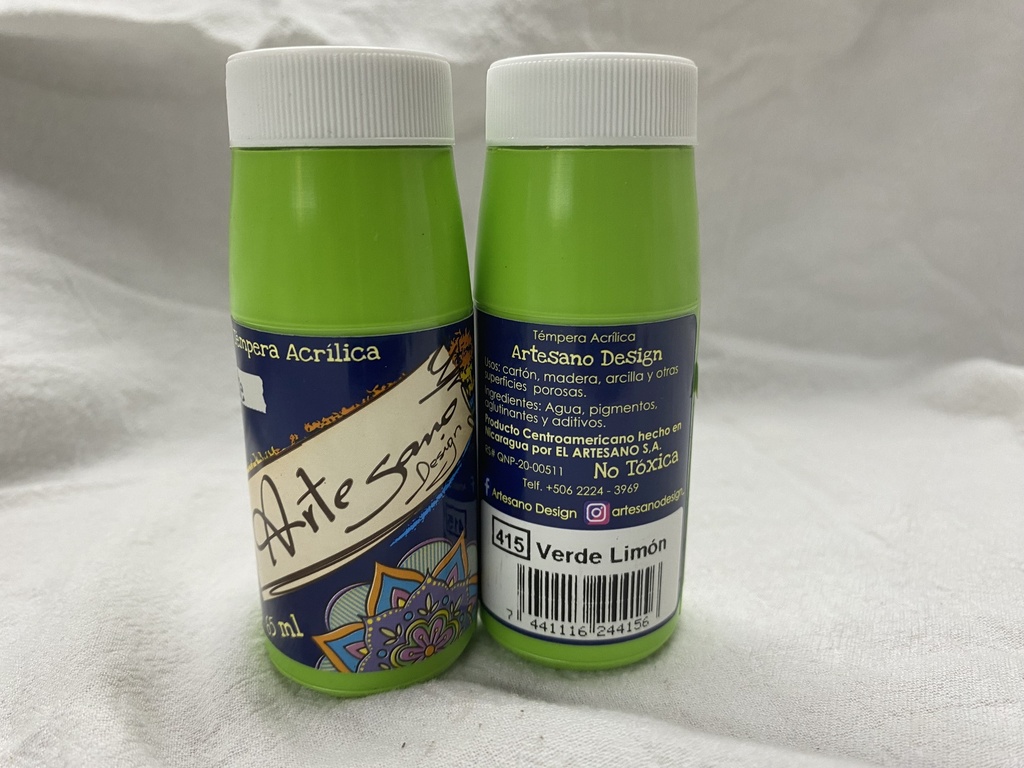 Témpera Acrílica
Artesano
Design
65 ml
Témpera Acrílica
Artesano Design
Usos: cartón, madera, arcilla y otras
superficies porosas.
Ingredientes: Agua, pigmentos,
aglutinantes y aditivos.
Producto Centroamericano hecho en
Nicaragua por EL ARTESANO S.A.
QNP-20-00511 No Tóxica
Telf. +506 2224 - 3969
Artesano Design artesanodesign
415 Verde Limón
7 441116 244156